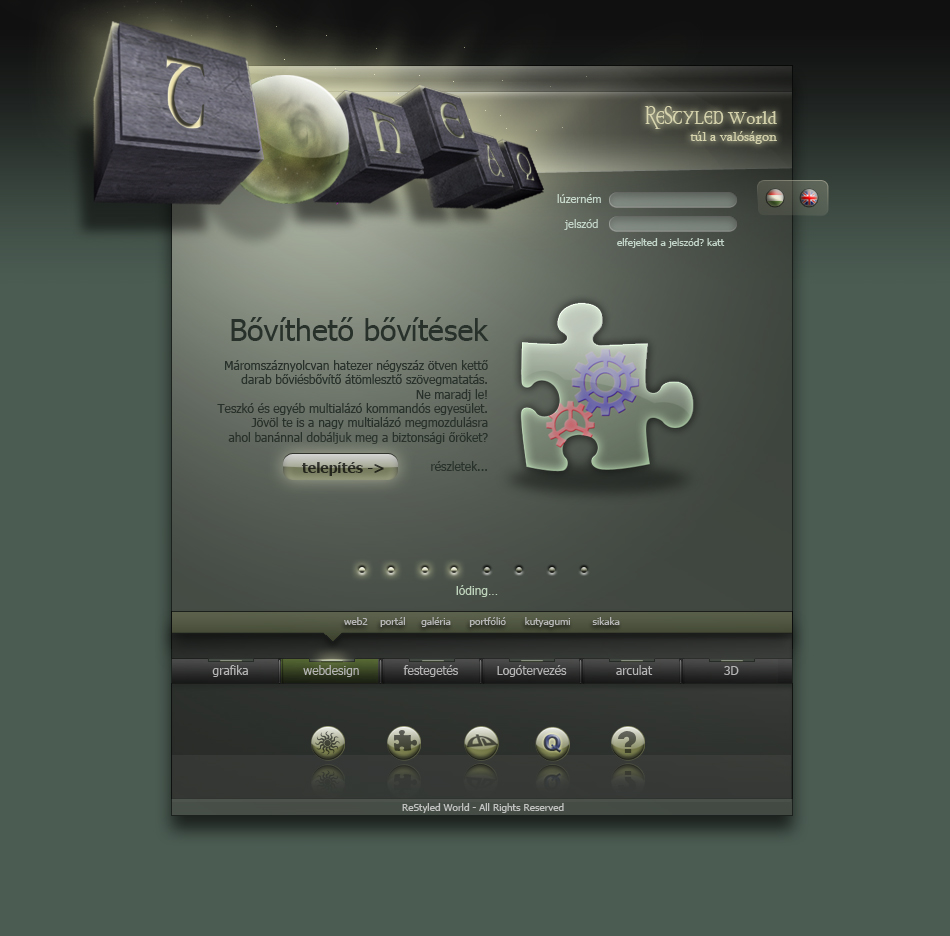 ReStyled World
túl a valóságon
lúzerném
jelszód
elfejelted a jelszód? katt
Bővíthető bővítések
Máromszáznyolcvan hatezer négyszáz ötven kettő
darab bőviésbővítő átömlesztő szövegmatatás.
Ne maradj le!
Teszkó és egyéb multialázó kommandós egyesület.
Jövöl te is a nagy multialázó megmozdulásra
ahol banánnal dobáljuk meg a biztonsági őröket?
telepítés -> részletek...
lóding...
web2 portál galéria portfólió kutyagumi sikaka
grafika webdesign festegetés Logótervezés arculat 3D
Q ?
ReStyled World - All Rights Reserved